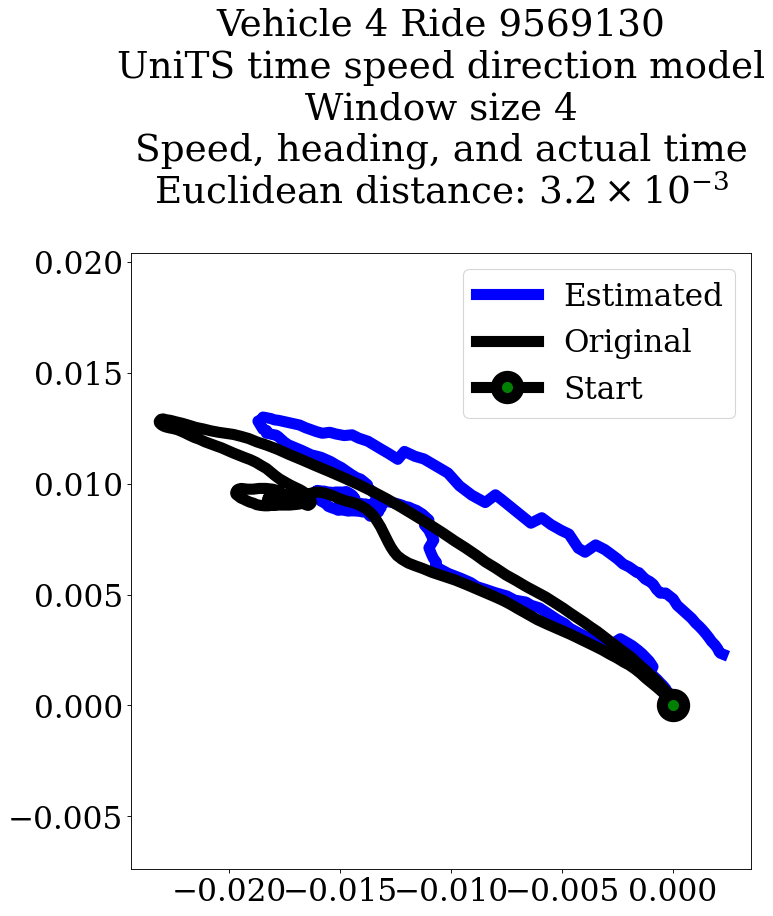 Vehicle 4 Ride 9569130
UniTS time speed direction model
Window size 4
Speed, heading, and actual time
Euclidean distance: 3.2 × 10⁻³
Estimated
Original
Start
0.020
0.015
0.010
0.005
0.000
−0.005
−0.020 −0.015 −0.010 −0.005 0.000